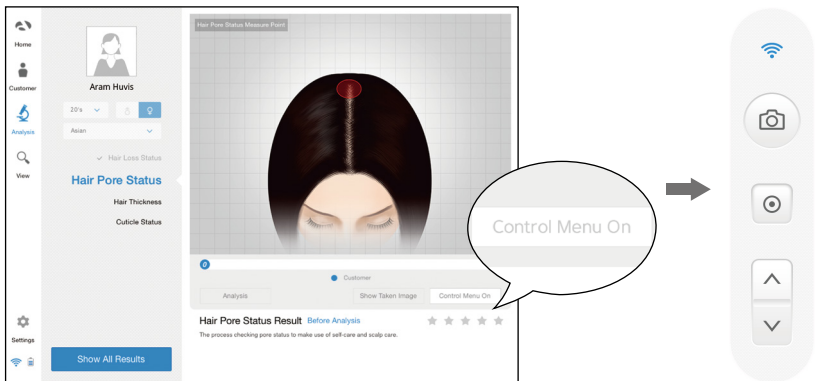 Home
Customer
Analysis
View
Settings
Aram Huvis
20's
Asian
Hair Loss Status
Hair Pore Status
Hair Thickness
Cuticle Status
Show All Results
Hair Pore Status Measure Point
0
Customer
Analysis
Show Taken Image
Control Menu On
Hair Pore Status Result Before Analysis
The process checking pore status to make use of self-care and scalp care.
Control Menu On